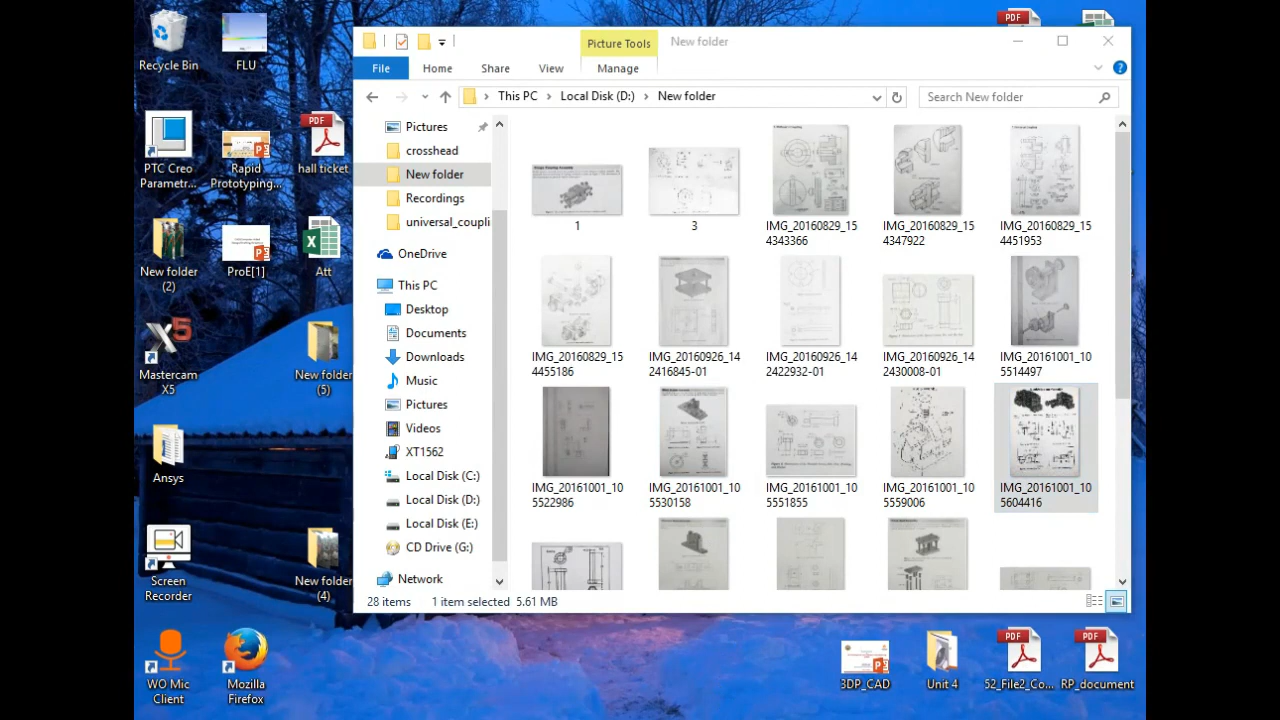 Recycle Bin
FLU
PTC Creo
Parametr...
Rapid
Prototyping...
PDF
hall ticket
New folder
(2)
ProE[1]
Att
Mastercam
X5
New folder
(5)
Ansys
Screen
Recorder
New folder
(4)
WO Mic
Client
Mozilla
Firefox
PDF
Picture Tools
New folder
File
Home
Share
View
Manage
This PC
Local Disk (D:)
New folder
Search New folder
Pictures
crosshead
New folder
Recordings
universal_coupli
OneDrive
This PC
Desktop
Documents
Downloads
Music
Pictures
Videos
XT1562
Local Disk (C:)
Local Disk (D:)
Local Disk (E:)
CD Drive (G:)
Network
1
3
IMG_20160829_15
4343366
IMG_20160829_15
4347922
IMG_20160829_15
4451953
IMG_20160829_15
4455186
IMG_20160926_14
2416845-01
IMG_20160926_14
2422932-01
IMG_20160926_14
2430008-01
IMG_20161001_10
5514497
IMG_20161001_10
5522986
IMG_20161001_10
5530158
IMG_20161001_10
5551855
IMG_20161001_10
5559006
IMG_20161001_10
5604416
28 items
1 item selected
5.61 MB
3DP_CAD
Unit 4
PDF
52_File2_Co...
PDF
RP_document